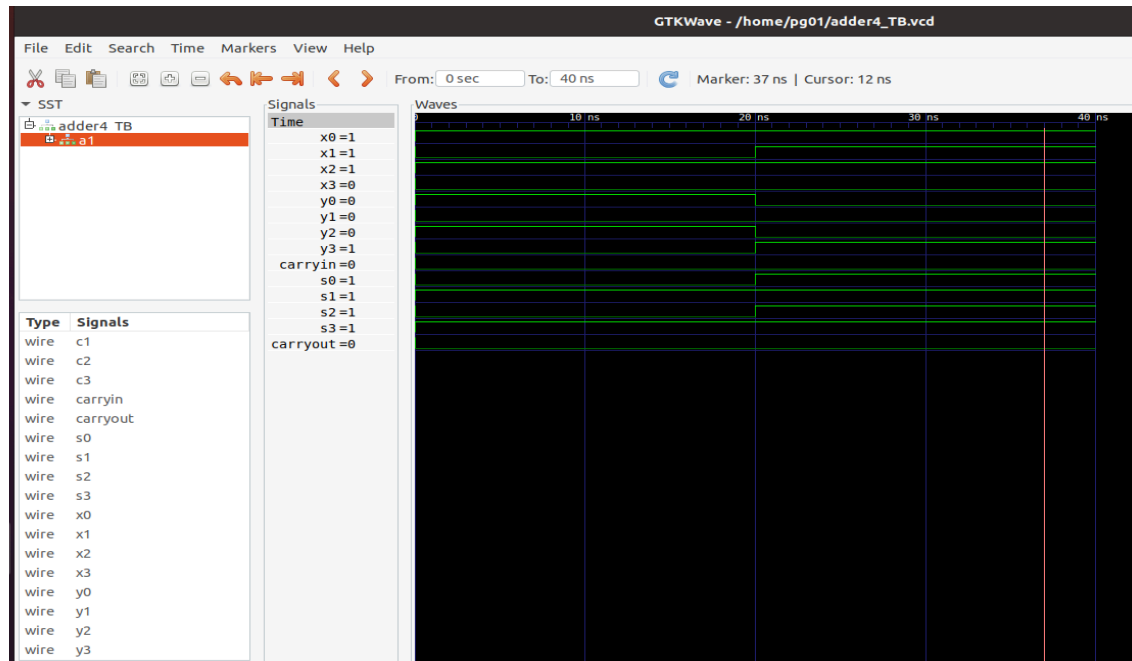 GTKWave - /home/pg01/adder4_TB.vcd
File Edit Search Time Markers View Help
From: 0 sec To: 40 ns Marker: 37 ns | Cursor: 12 ns
SST
adder4_TB
a1
Type Signals
wire c1
wire c2
wire c3
wire carryin
wire carryout
wire s0
wire s1
wire s2
wire s3
wire x0
wire x1
wire x2
wire x3
wire y0
wire y1
wire y2
wire y3
Signals
Time
x0=1
x1=1
x2=1
x3=0
y0=0
y1=0
y2=0
y3=1
carryin=0
s0=1
s1=1
s2=1
s3=1
carryout=0
Waves
0 10 ns 20 ns 30 ns 40 ns